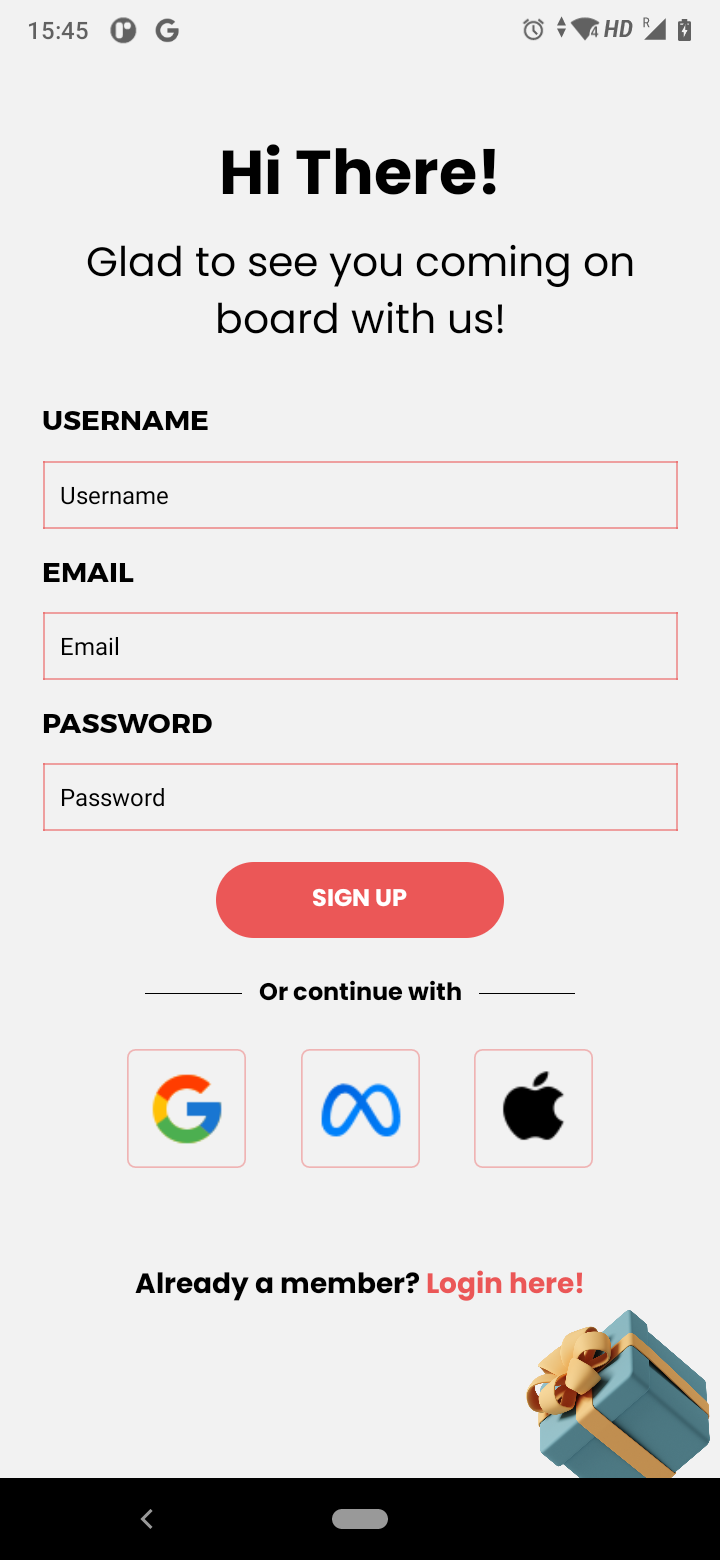 15:45 4 HD R
Hi There!
Glad to see you coming on
board with us!
USERNAME
Username
EMAIL
Email
PASSWORD
Password
SIGN UP
Or continue with
Already a member? Login here!